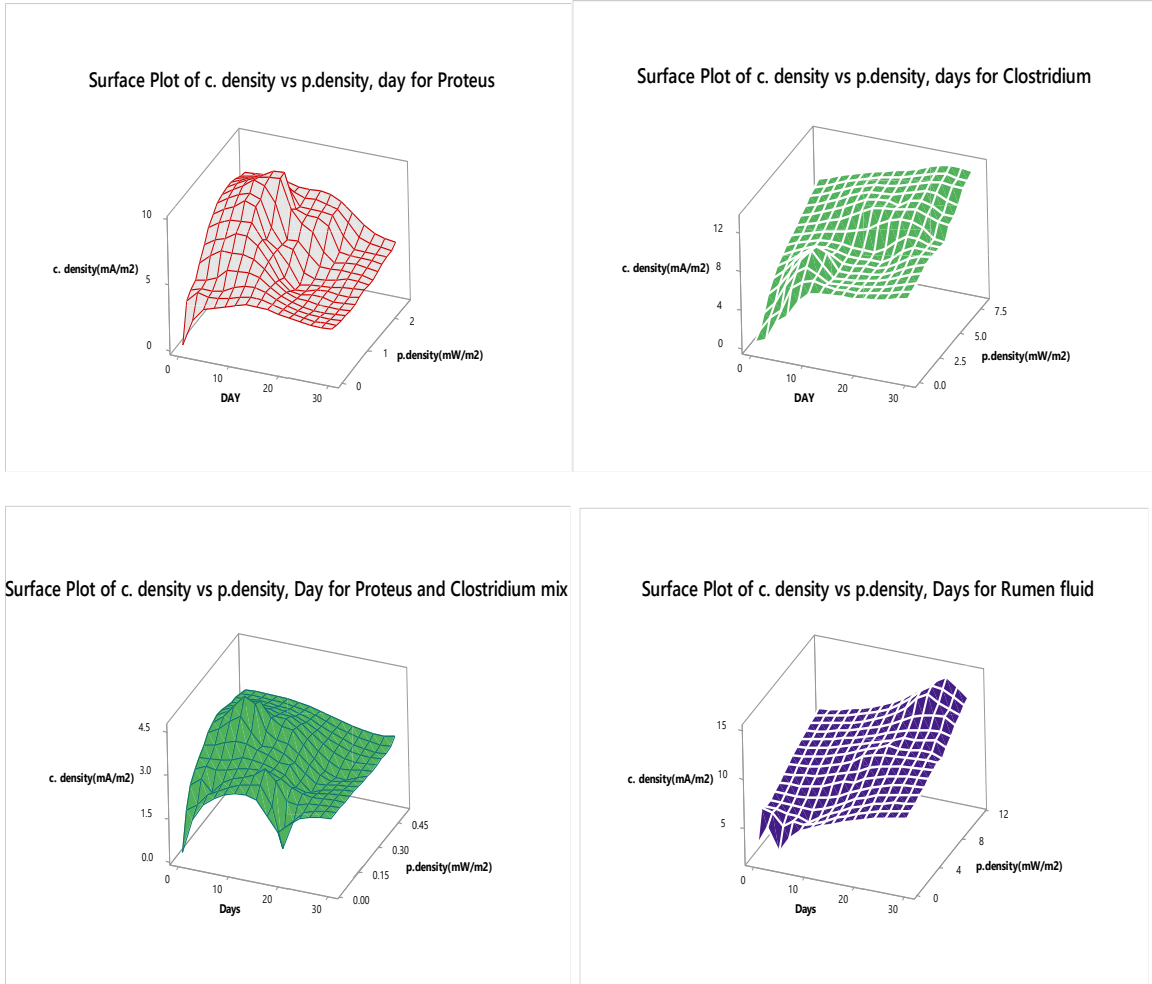 Surface Plot of c. density vs p.density, day for Proteus
10
5
0
c. density(mA/m2)
0
10
20
30
DAY
0
1
2
p.density(mW/m2)
Surface Plot of c. density vs p.density, days for Clostridium
12
8
4
0
c. density(mA/m2)
0
10
20
30
DAY
0.0
2.5
5.0
7.5
p.density(mW/m2)
Surface Plot of c. density vs p.density, Day for Proteus and Clostridium mix
4.5
3.0
1.5
0.0
c. density(mA/m2)
0
10
20
30
Days
0.00
0.15
0.30
0.45
p.density(mW/m2)
Surface Plot of c. density vs p.density, Days for Rumen fluid
15
10
5
c. density(mA/m2)
0
10
20
30
Days
0
4
8
12
p.density(mW/m2)